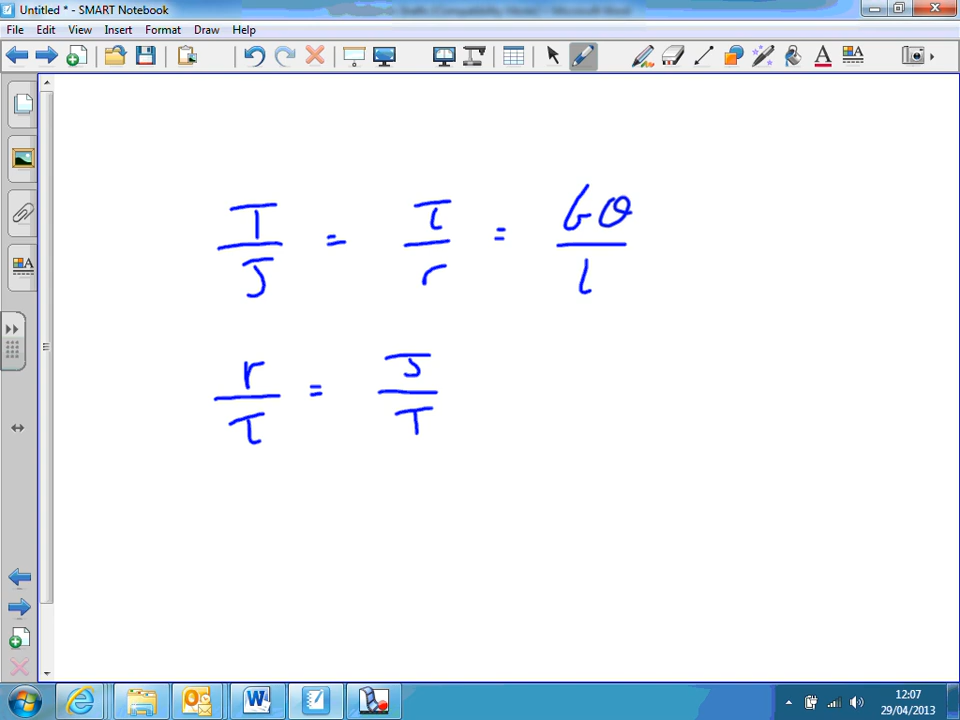 Untitled * - SMART Notebook
File Edit View Insert Format Draw Help
T/J = τ/r = Gθ/l
r/τ = J/T
12:07
29/04/2013